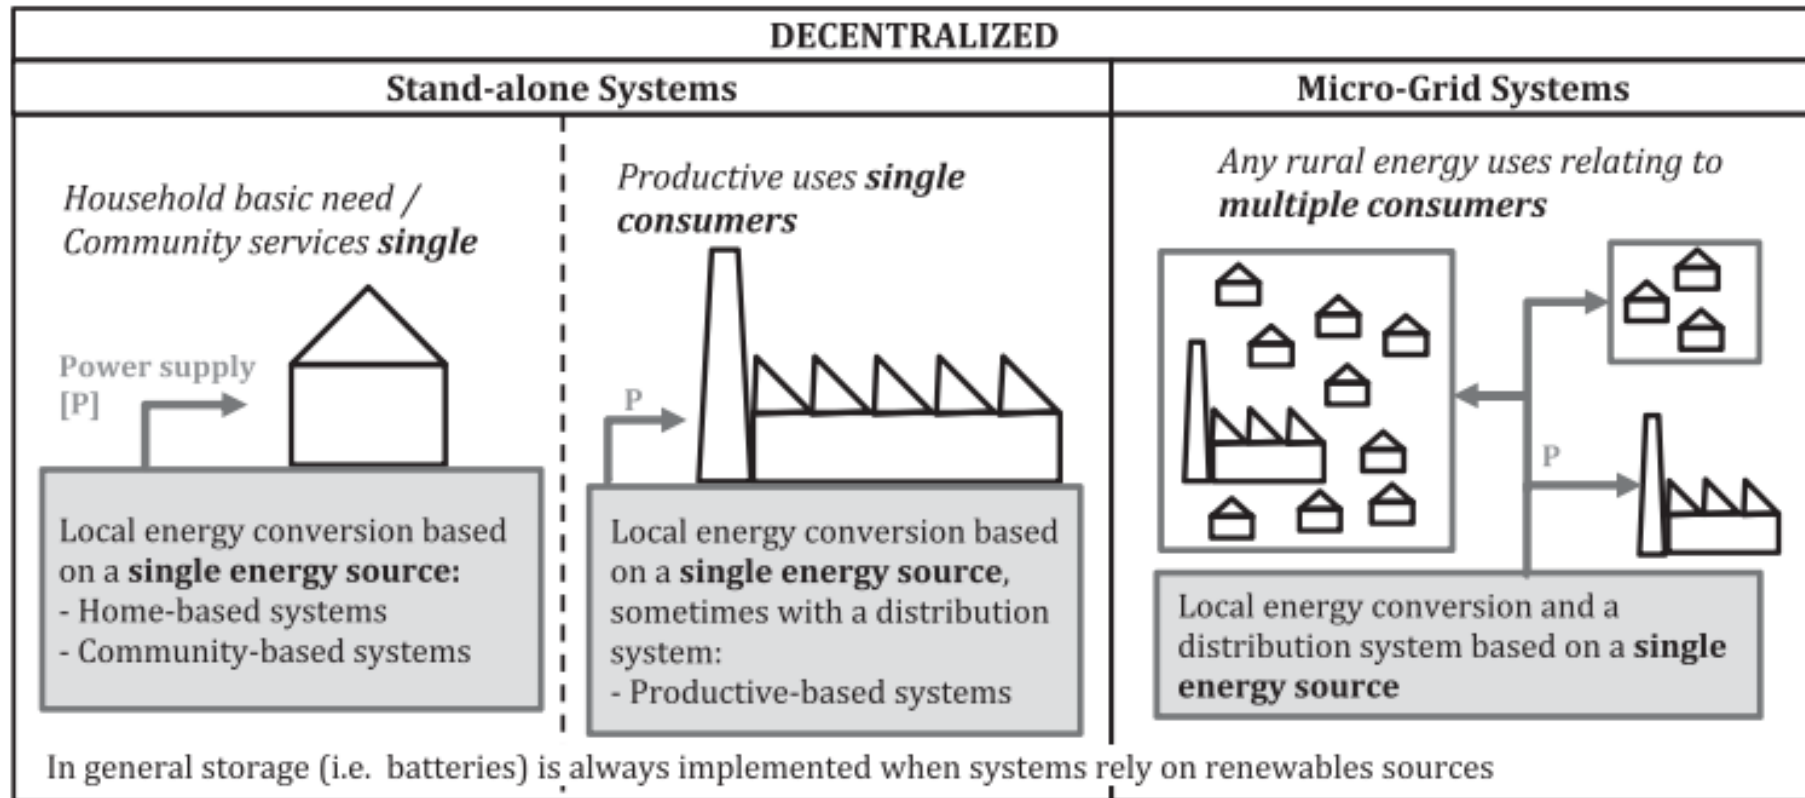 DECENTRALIZED
Stand-alone Systems
Micro-Grid Systems
Household basic need /
Community services single
Power supply
[P]
Local energy conversion based
on a single energy source:
- Home-based systems
- Community-based systems
Productive uses single
consumers
P
Local energy conversion based
on a single energy source,
sometimes with a distribution
system:
- Productive-based systems
Any rural energy uses relating to
multiple consumers
P
Local energy conversion and a
distribution system based on a single
energy source
In general storage (i.e. batteries) is always implemented when systems rely on renewables sources